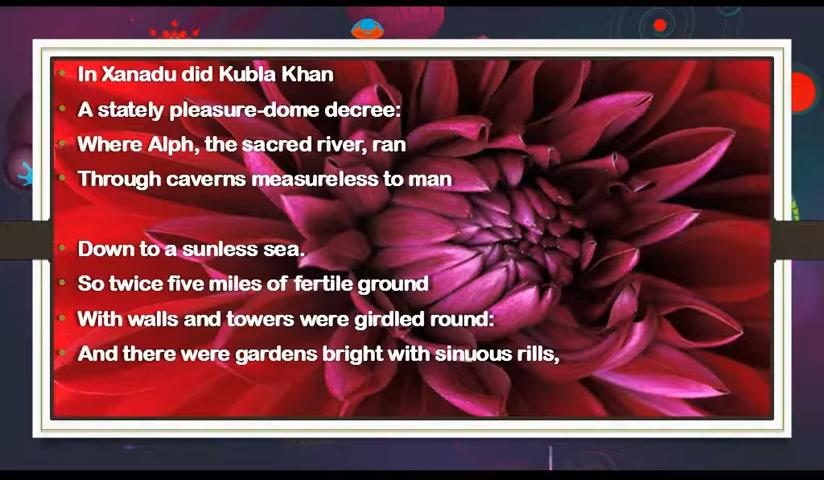 In Xanadu did Kubla Khan
A stately pleasure-dome decree:
Where Alph, the sacred river, ran
Through caverns measureless to man
Down to a sunless sea.
So twice five miles of fertile ground
With walls and towers were girdled round:
And there were gardens bright with sinuous rills,